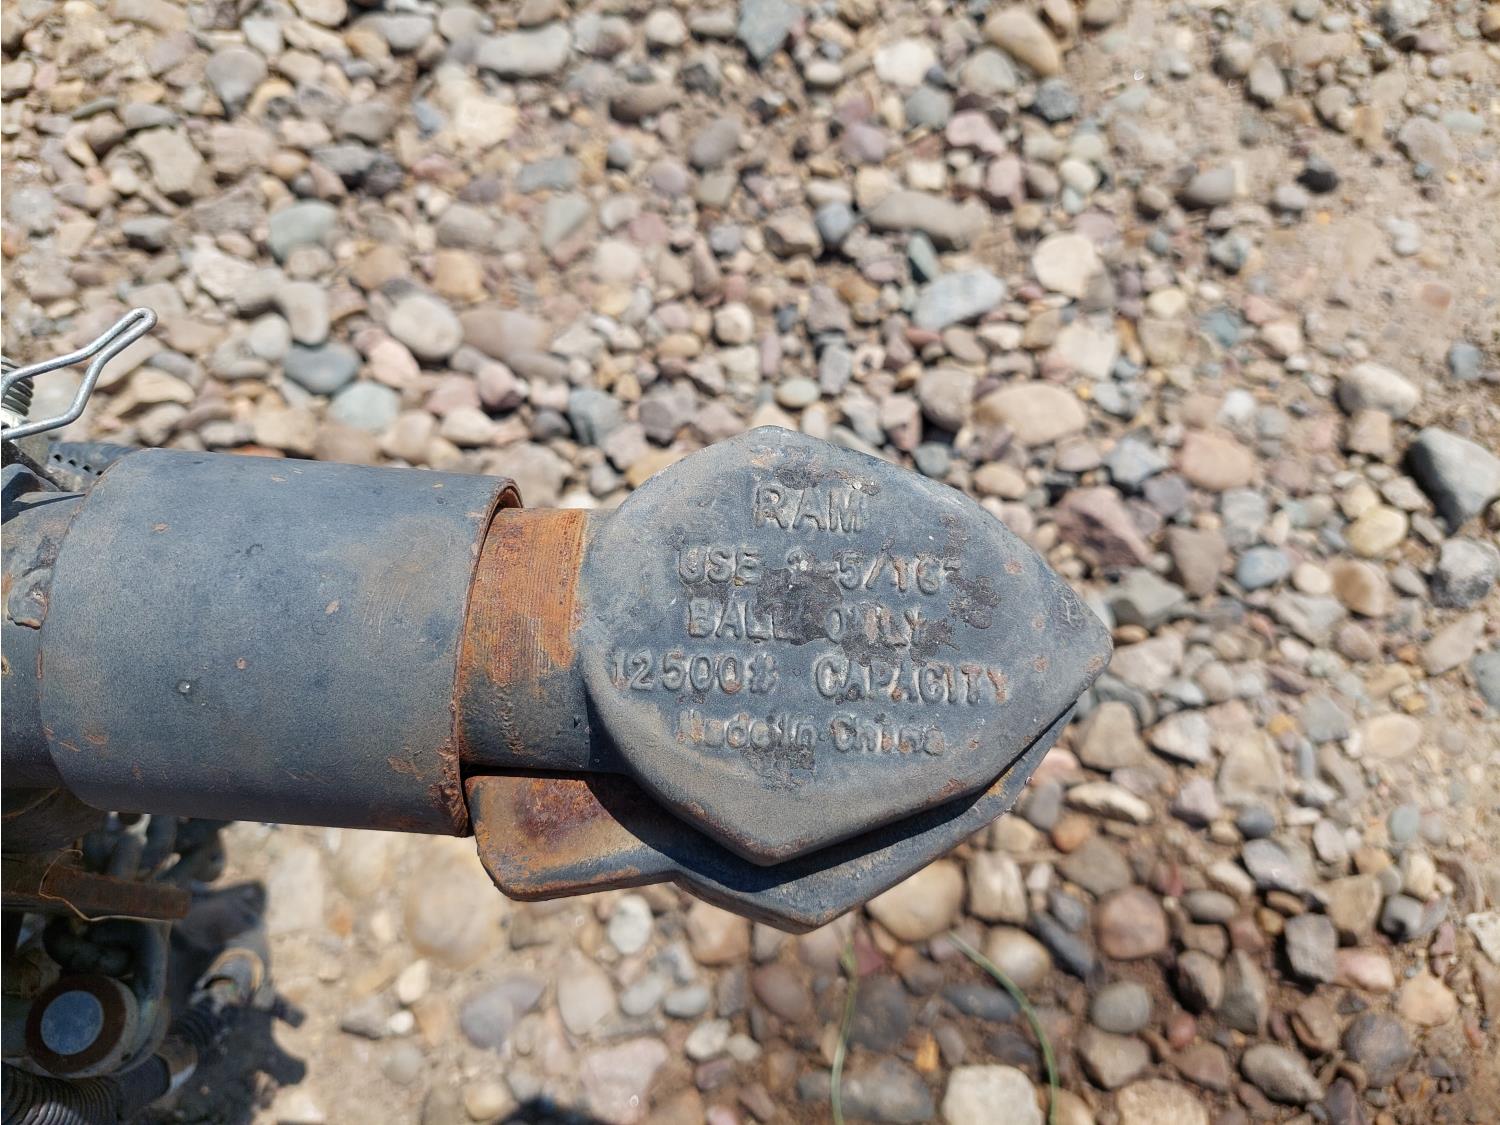 RAM
USE 2-5/16"
BALL ONLY
12500# CAPACITY
Made in China